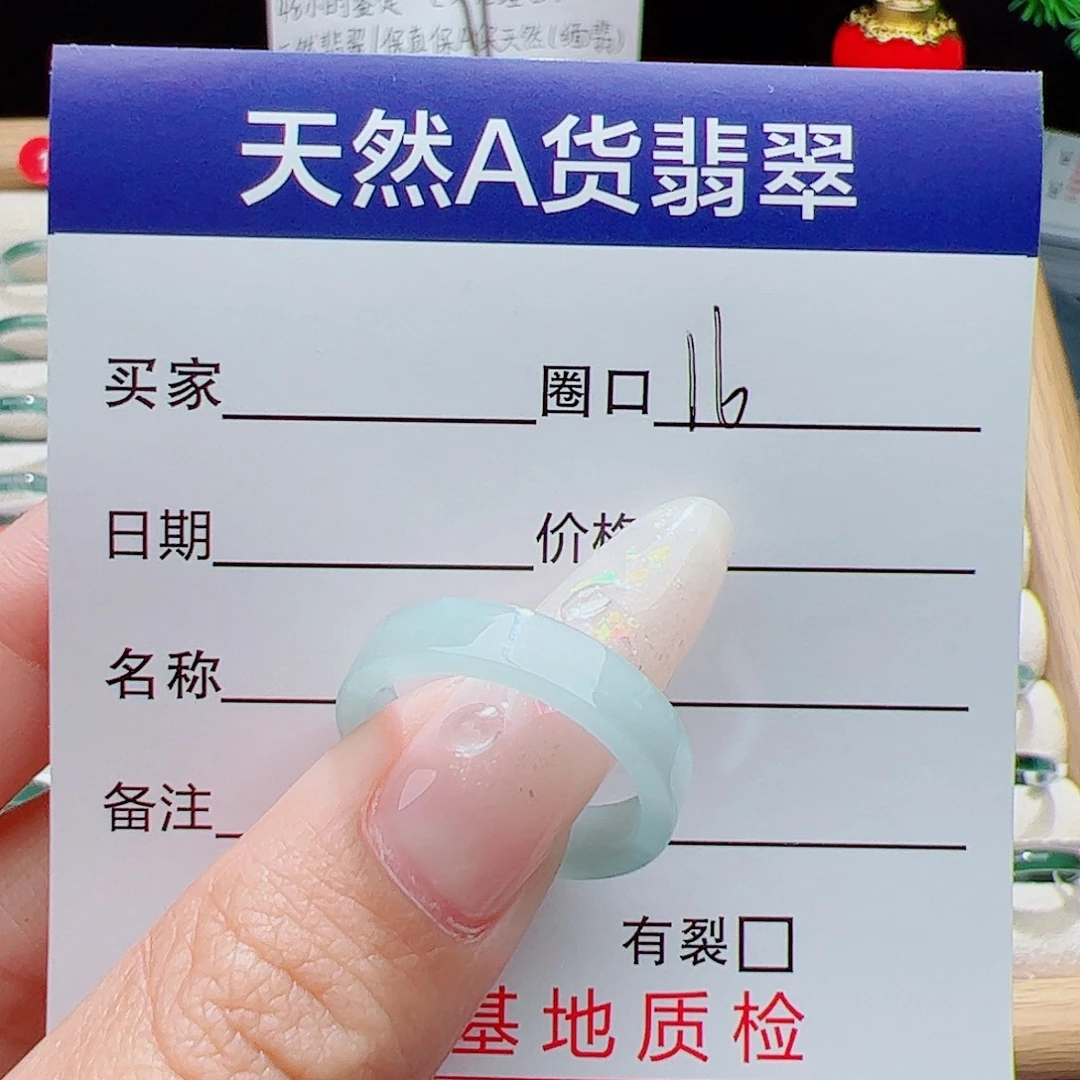 天然A货翡翠
买家 圈口 16
日期 价格
名称
备注
有裂
基地质检